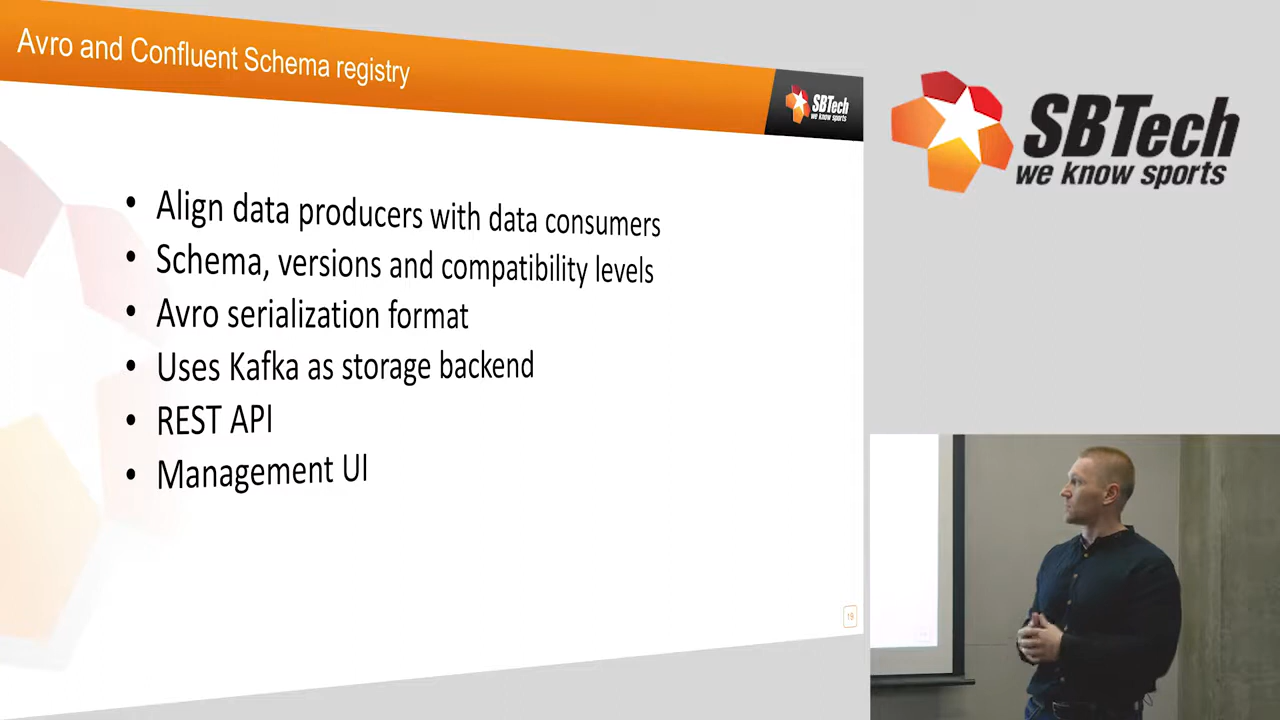 Avro and Confluent Schema registry
SBTech
we know sports
• Align data producers with data consumers
• Schema, versions and compatibility levels
• Avro serialization format
• Uses Kafka as storage backend
• REST API
• Management UI
19
SBTech
we know sports